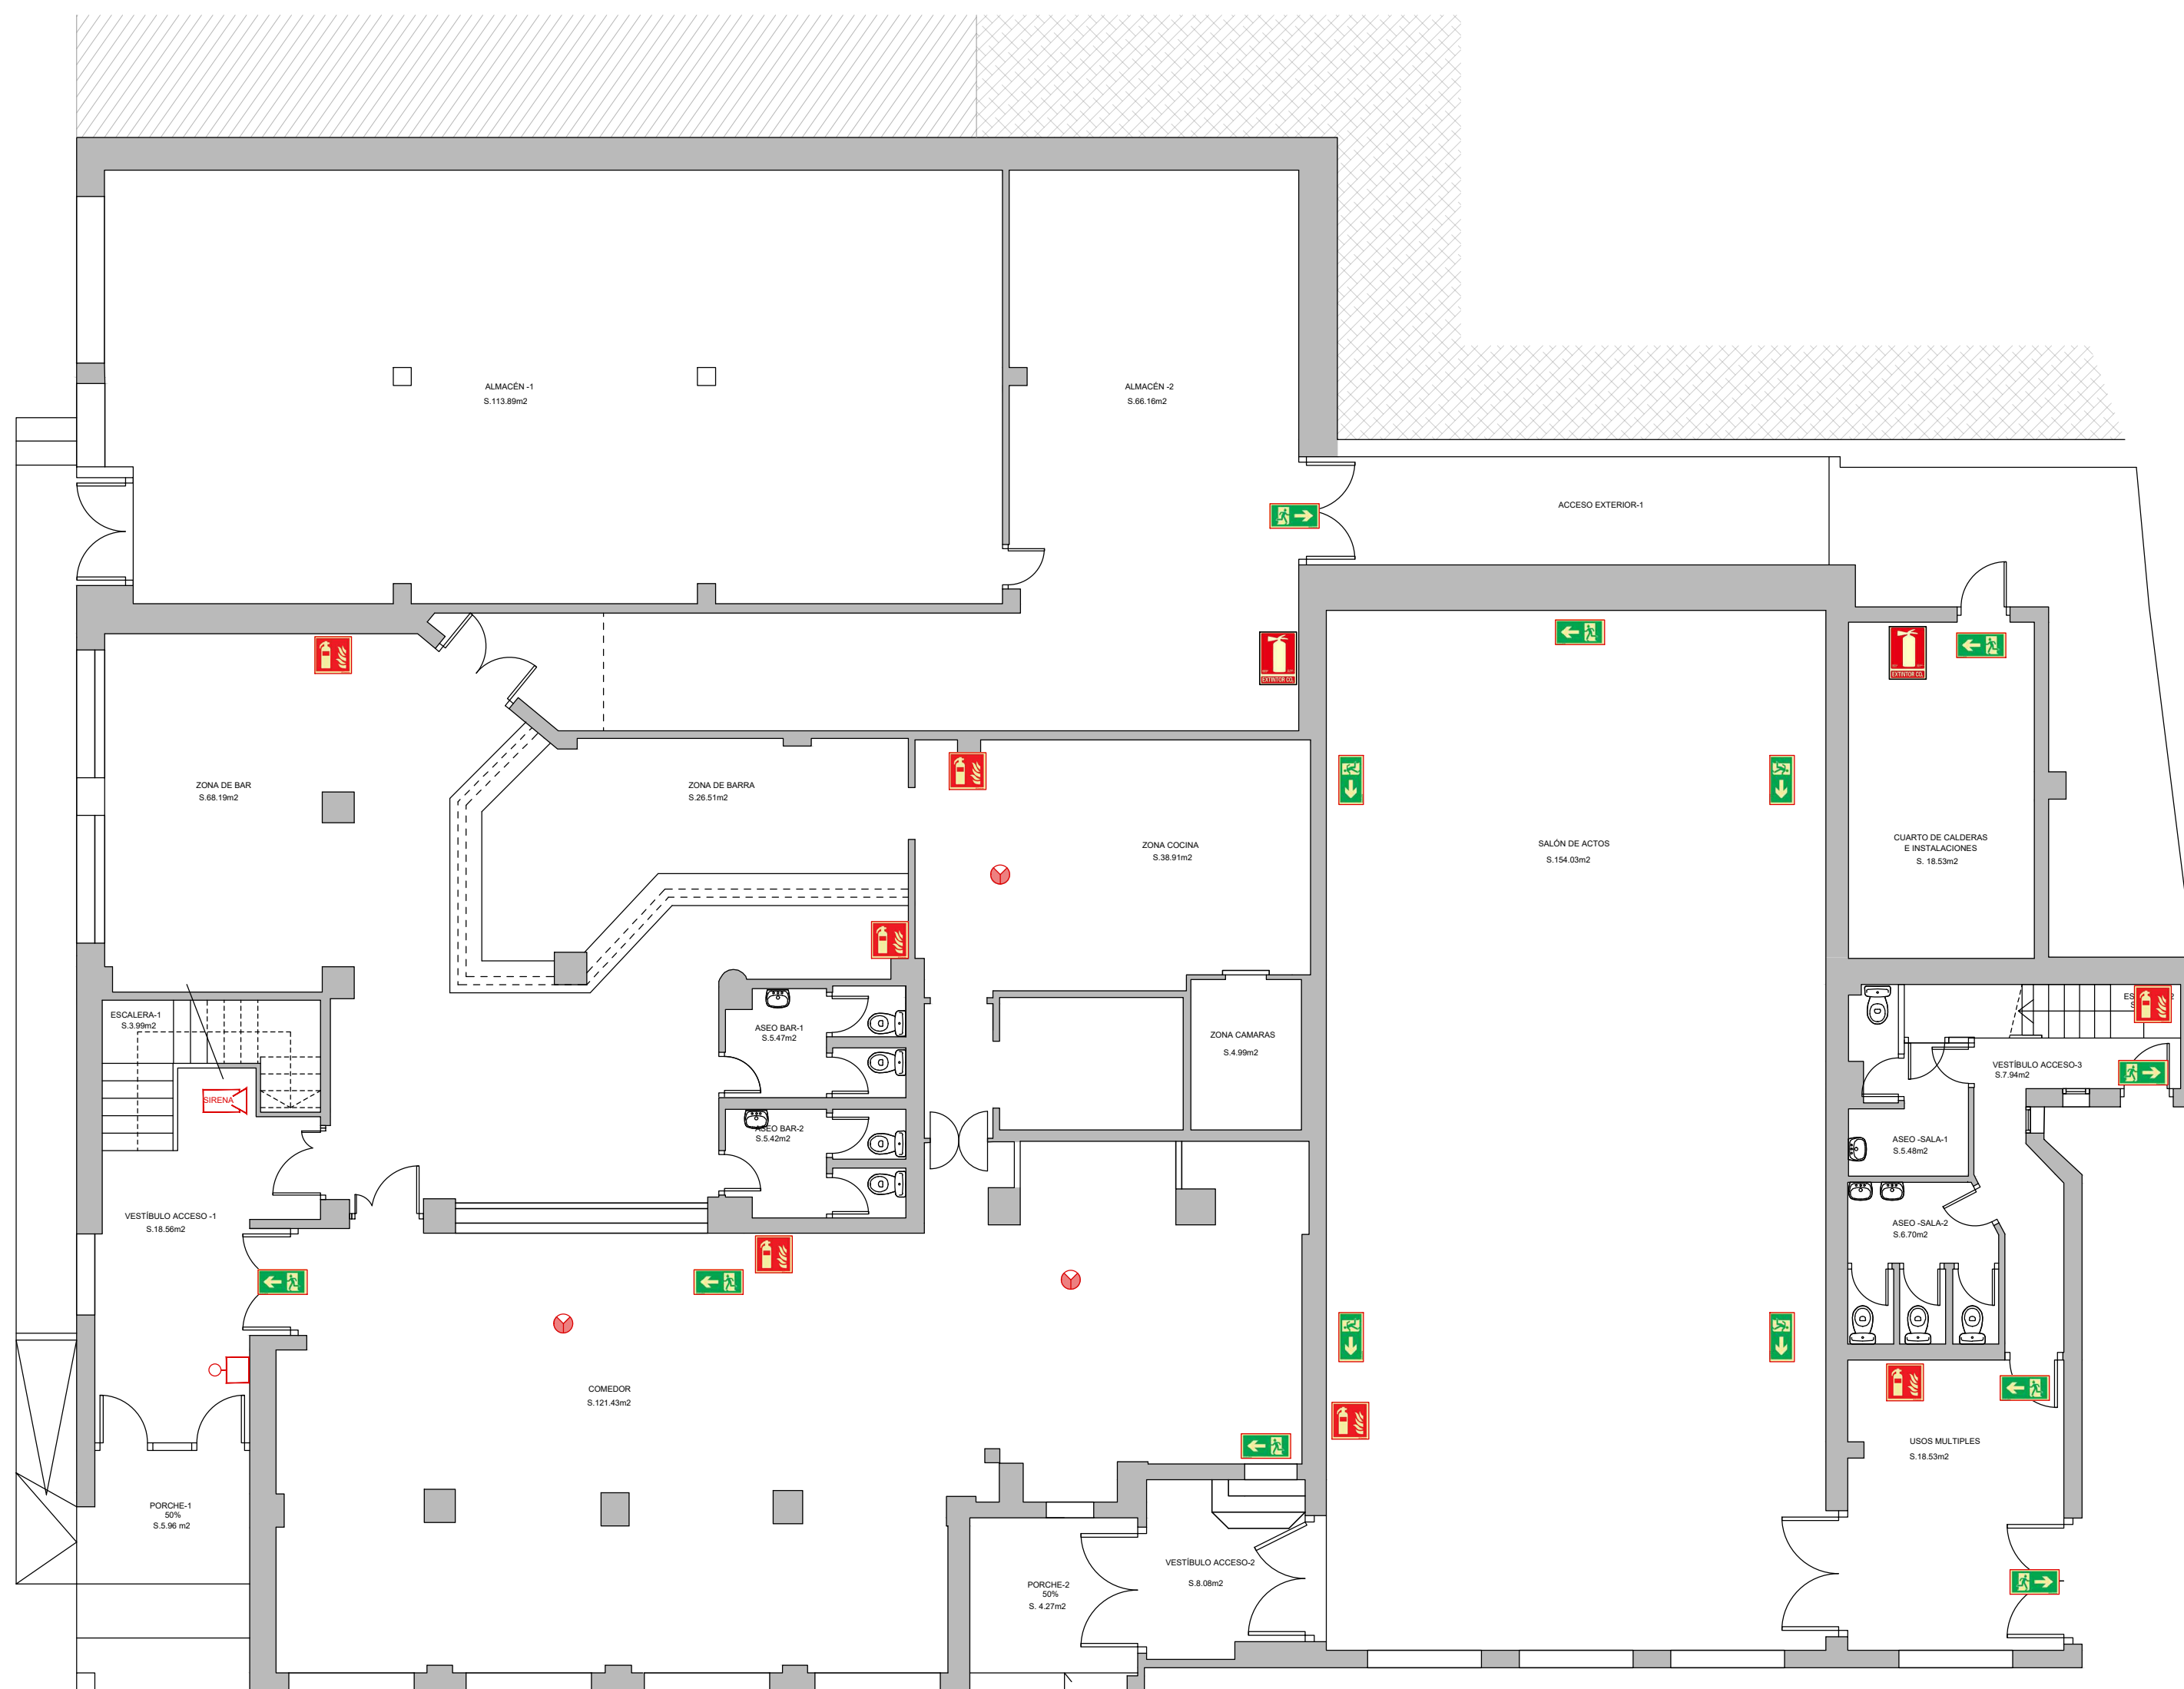 ALMACÉN -1
S.113.89m2
ALMACÉN -2
S.66.16m2
ACCESO EXTERIOR-1
EXTINTOR CO2
EXTINTOR CO2
ZONA DE BAR
S.68.19m2
ZONA DE BARRA
S.26.51m2
ZONA COCINA
S.38.91m2
SALÓN DE ACTOS
S.154.03m2
CUARTO DE CALDERAS
E INSTALACIONES
S. 18.53m2
ESCALERA-1
S.3.99m2
SIRENA
ASEO BAR-1
S.5.47m2
ZONA CAMARAS
S.4.99m2
VESTÍBULO ACCESO-3
S.7.94m2
ASEO BAR-2
S.5.42m2
ASEO -SALA-1
S.5.48m2
VESTÍBULO ACCESO -1
S.18.56m2
ASEO -SALA-2
S.6.70m2
COMEDOR
S.121.43m2
USOS MULTIPLES
S.18.53m2
PORCHE-1
50%
S.5.96 m2
PORCHE-2
50%
S. 4.27m2
VESTÍBULO ACCESO-2
S.8.08m2